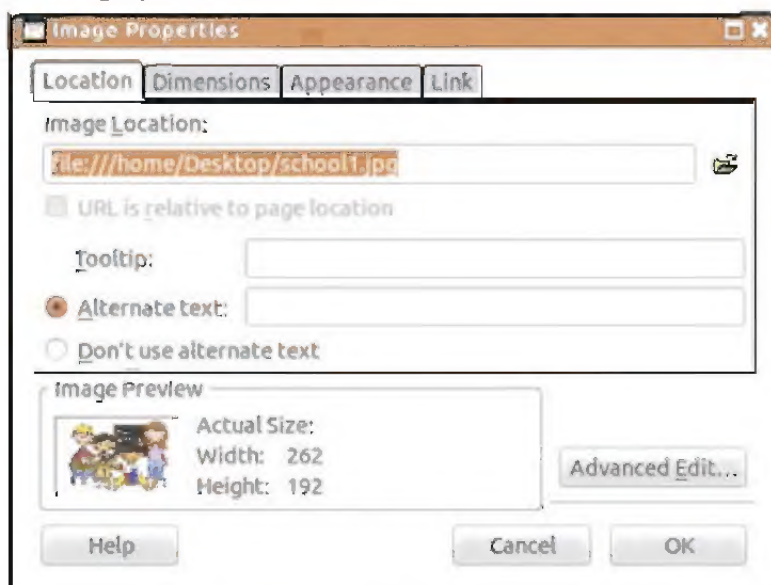 Image Properties
Location Dimensions Appearance Link
Image Location:
file:///home/Desktop/school1.jpg
URL is relative to page location
Tooltip:
Alternate text:
Don't use alternate text
Image Preview
Actual Size:
Width: 262
Height: 192
Advanced Edit...
Help Cancel OK